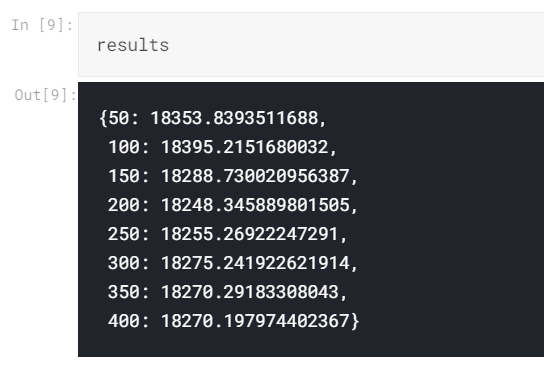 In [9]:
results
Out[9]:
{50: 18353.8393511688,
100: 18395.2151680032,
150: 18288.730020956387,
200: 18248.345889801505,
250: 18255.26922247291,
300: 18275.241922621914,
350: 18270.29183308043,
400: 18270.197974402367}